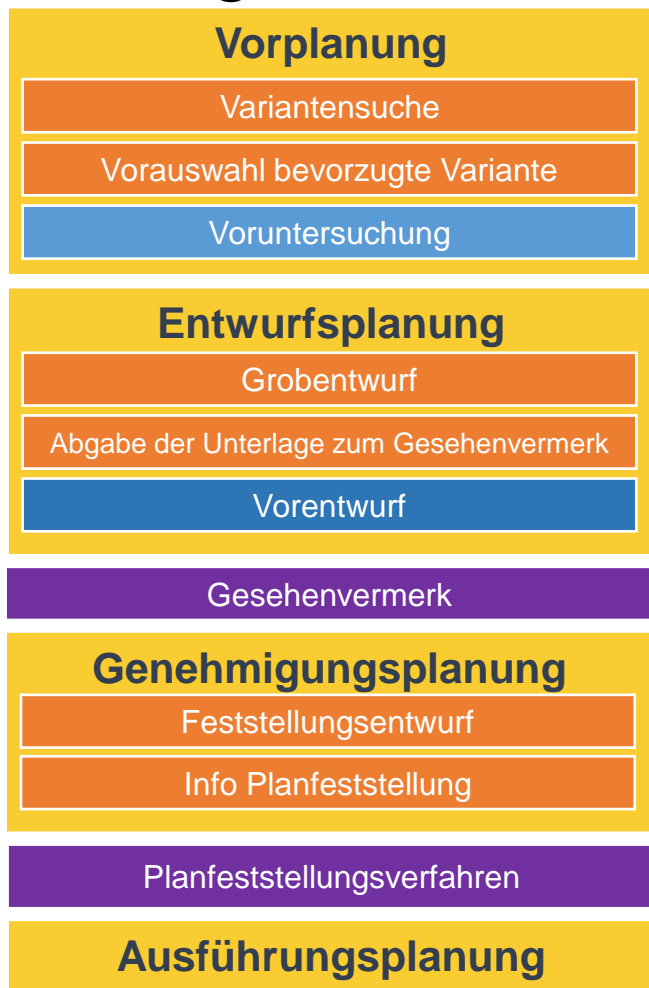 Vorplanung
Variantensuche
Vorauswahl bevorzugte Variante
Voruntersuchung
Entwurfsplanung
Grobentwurf
Abgabe der Unterlage zum Gesehenvermerk
Vorentwurf
Gesehenvermerk
Genehmigungsplanung
Feststellungsentwurf
Info Planfeststellung
Planfeststellungsverfahren
Ausführungsplanung